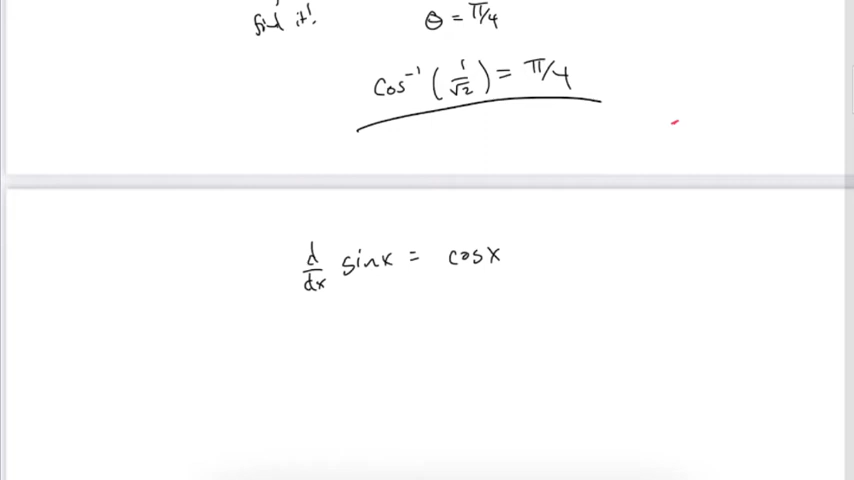 find it! θ = π/4
cos⁻¹ (1/√2) = π/4
d/dx sinx = cosx